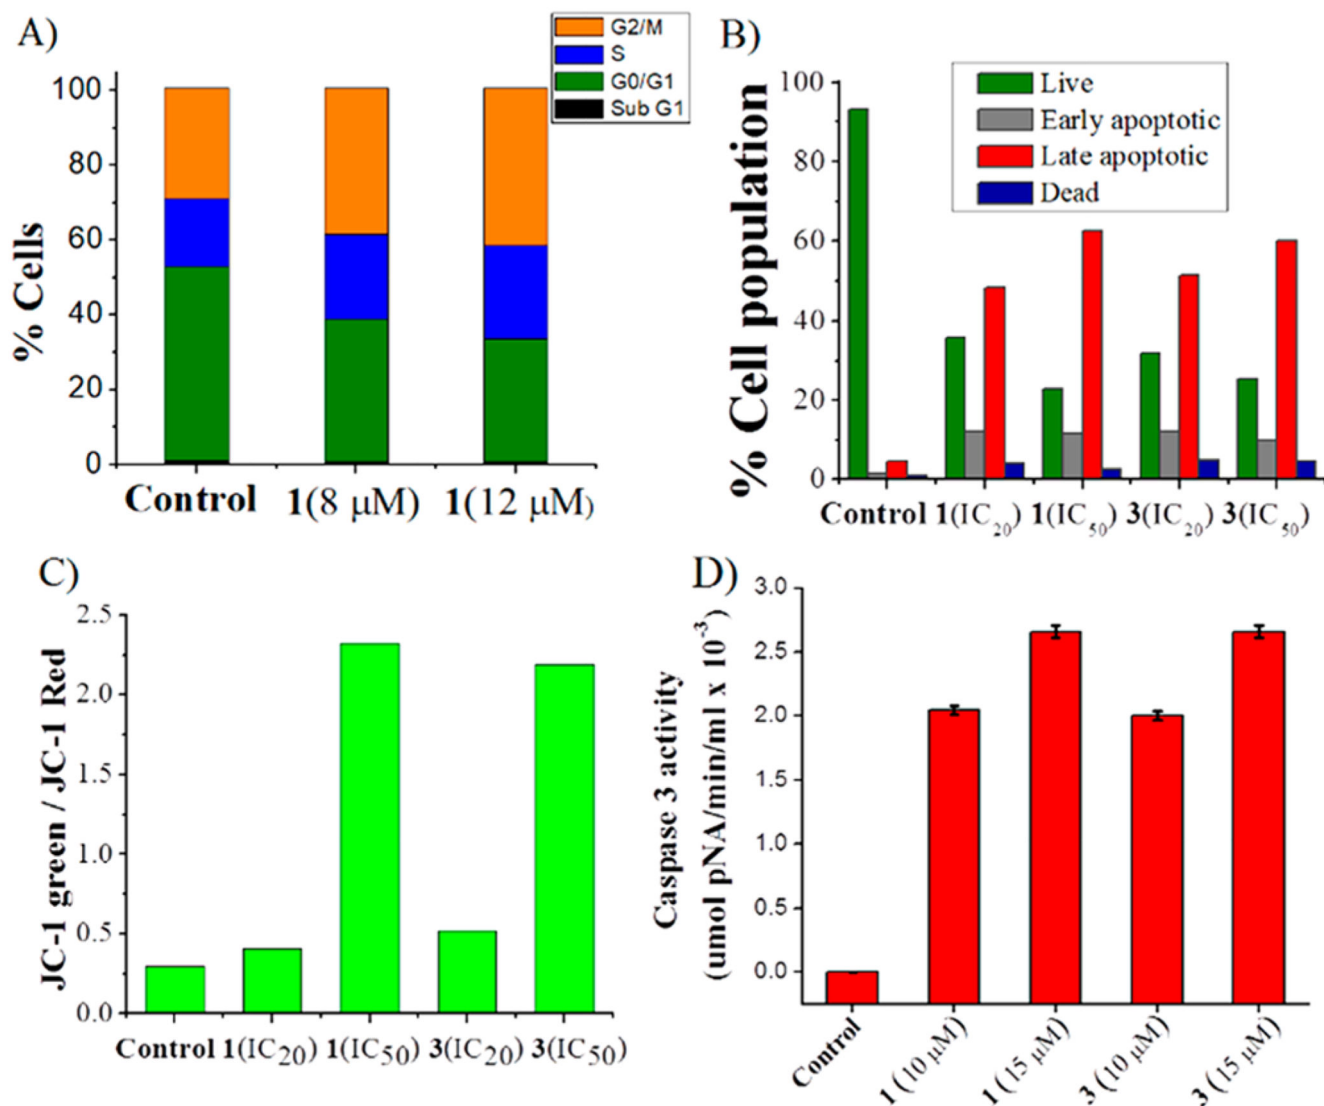 A)
G2/M
S
G0/G1
Sub G1
100
80
60
40
20
0
% Cells
Control 1(8 μM) 1(12 μM)
B)
Live
Early apoptotic
Late apoptotic
Dead
100
80
60
40
20
0
% Cell population
Control 1(IC20) 1(IC50) 3(IC20) 3(IC50)
C)
2.5
2.0
1.5
1.0
0.5
0.0
JC-1 green / JC-1 Red
Control 1(IC20) 1(IC50) 3(IC20) 3(IC50)
D)
3.0
2.5
2.0
1.5
1.0
0.5
0.0
Caspase 3 activity
(umol pNA/min/ml x 10-3)
Control
1 (10 μM)
1 (15 μM)
3 (10 μM)
3 (15 μM)